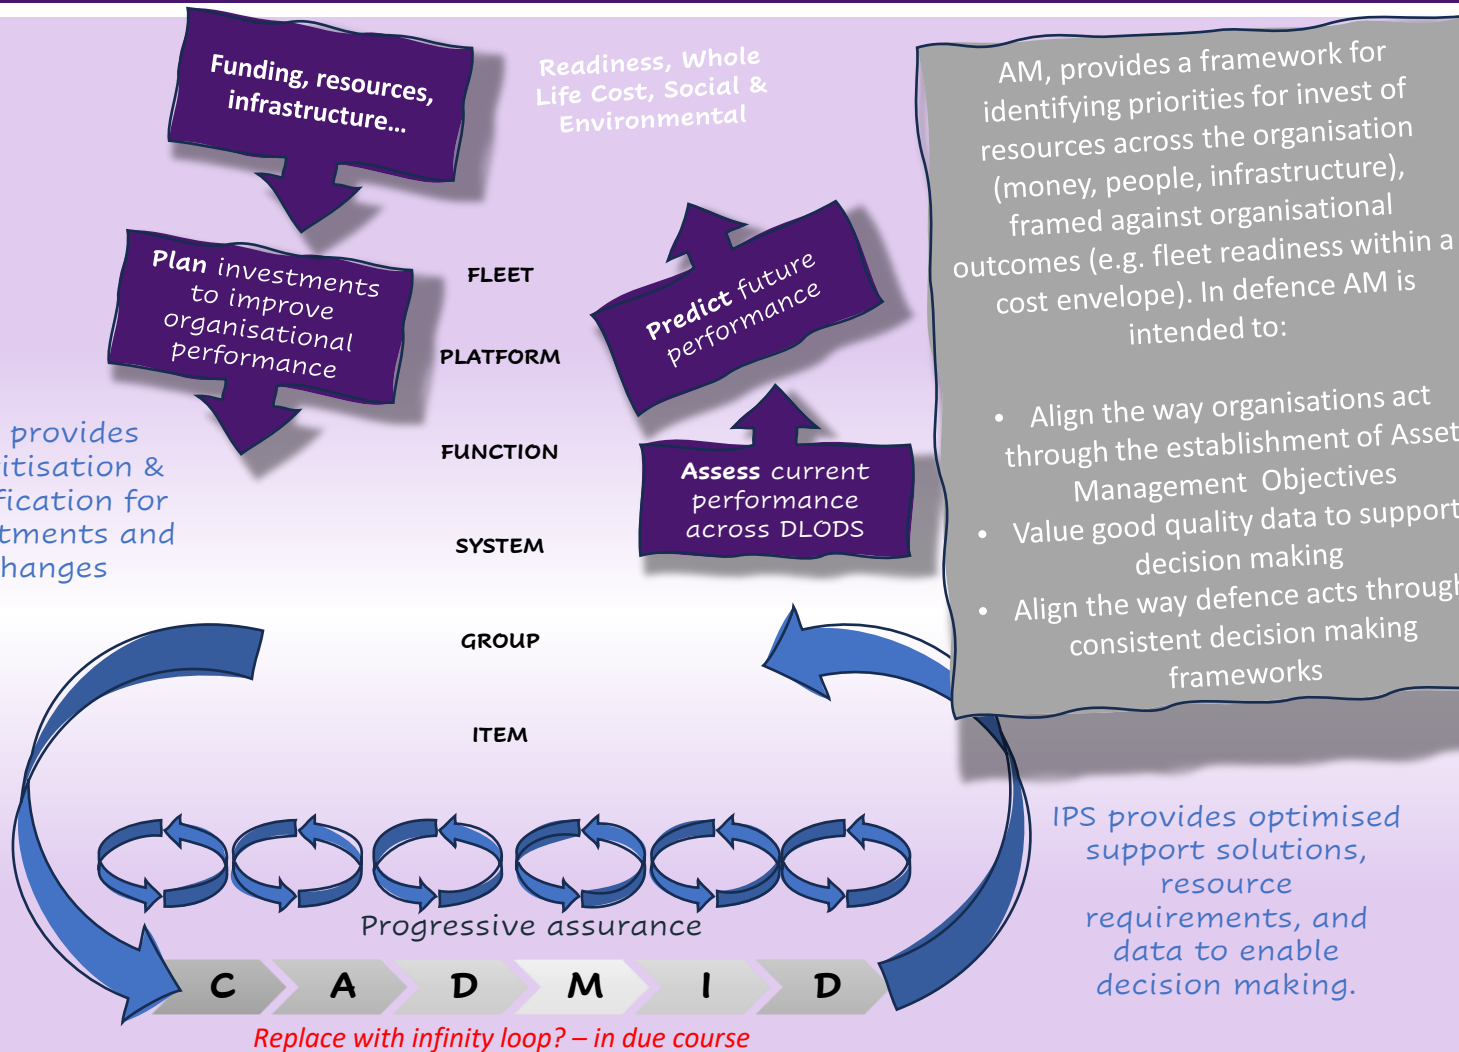 Funding, resources,
infrastructure...
Readiness, Whole
Life Cost, Social &
Environmental
Plan investments
to improve
organisational
performance
Predict future
performance
Assess current
performance
across DLODS
FLEET
PLATFORM
FUNCTION
SYSTEM
GROUP
ITEM
provides
&
for
and
AM, provides a framework for
identifying priorities for invest of
resources across the organisation
(money, people, infrastructure),
framed against organisational
outcomes (e.g. fleet readiness within a
cost envelope). In defence AM is
intended to:
• Align the way organisations act
through the establishment of Asset
Management Objectives
• Value good quality data to support
decision making
• Align the way defence acts through
consistent decision making
frameworks
IPS provides optimised
support solutions,
resource
requirements, and
data to enable
decision making.
Progressive assurance
C A D M I D
Replace with infinity loop? – in due course